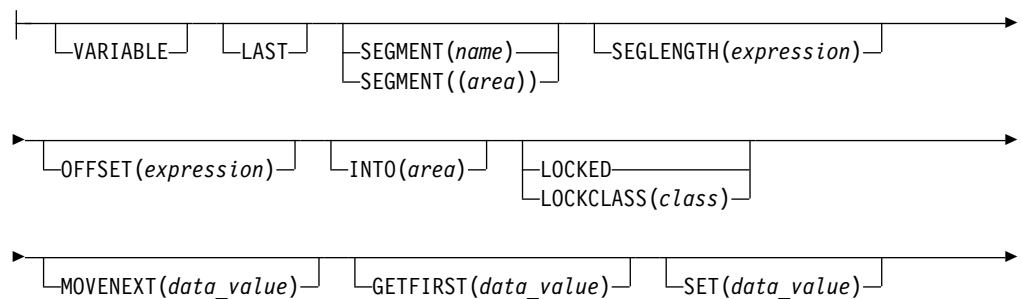 VARIABLE LAST SEGMENT(name) SEGLENGTH(expression)
SEGMENT((area))
OFFSET(expression) INTO(area) LOCKED
LOCKCLASS(class)
MOVENEXT(data_value) GETFIRST(data_value) SET(data_value)